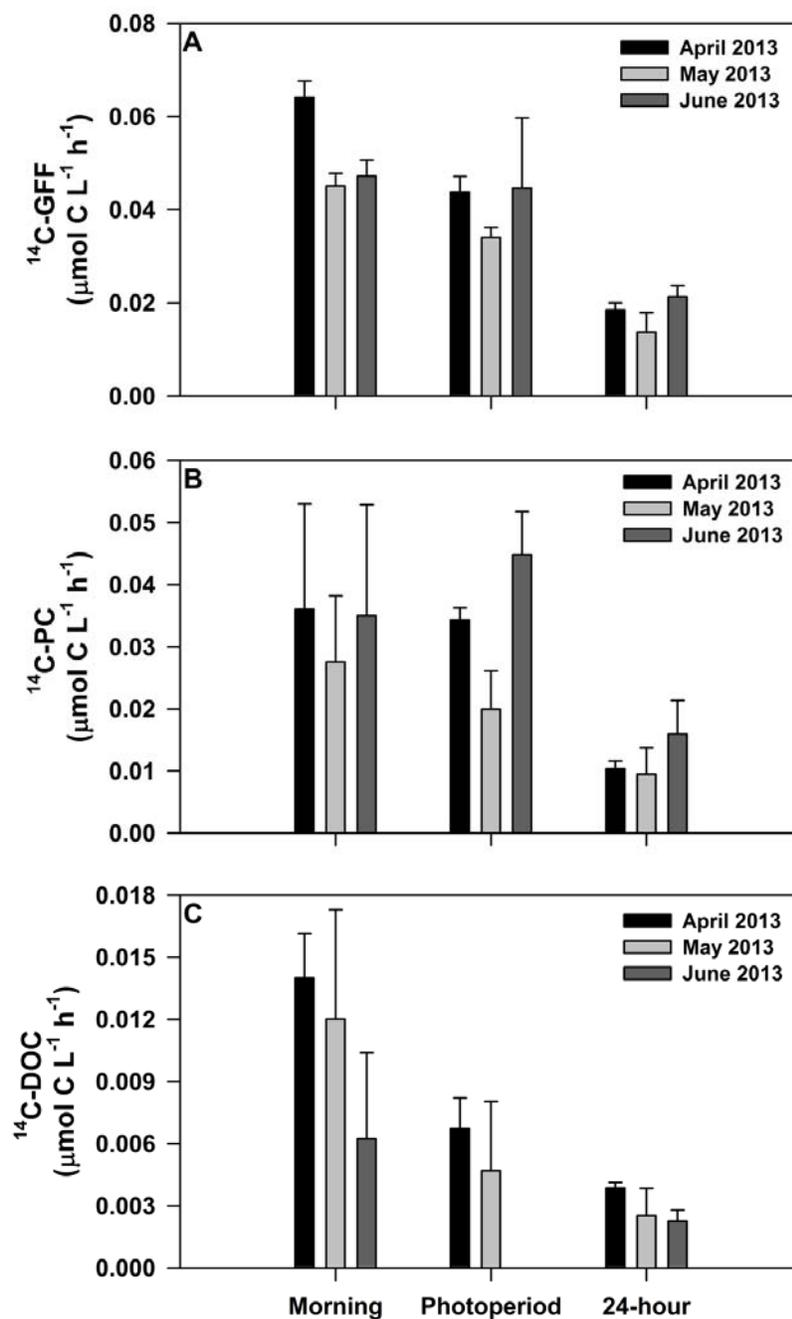 A
April 2013
May 2013
June 2013
0.08
0.06
0.04
0.02
0.00
¹⁴C-GFF
(μmol C L⁻¹ h⁻¹)
B
April 2013
May 2013
June 2013
0.06
0.05
0.04
0.03
0.02
0.01
0.00
¹⁴C-PC
(μmol C L⁻¹ h⁻¹)
C
April 2013
May 2013
June 2013
0.018
0.015
0.012
0.009
0.006
0.003
0.000
¹⁴C-DOC
(μmol C L⁻¹ h⁻¹)
Morning Photoperiod 24-hour